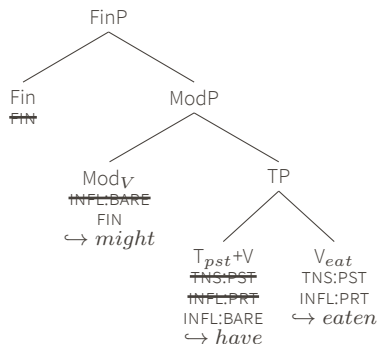 FinP
Fin
FIN
ModP
Mod_V
INFL:BARE
FIN
↪ might
TP
T_pst+V
TNS:PST
INFL:PRT
INFL:BARE
↪ have
V_eat
TNS:PST
INFL:PRT
↪ eaten